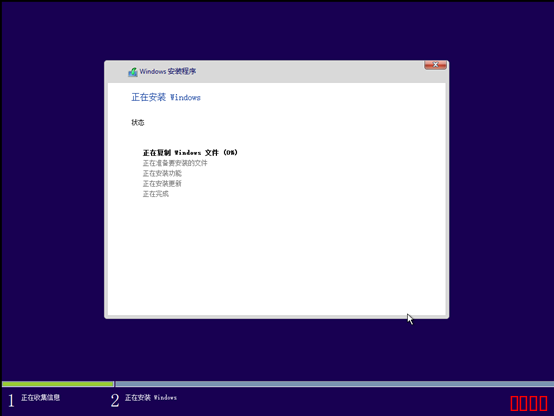 Windows 安装程序
正在安装 Windows
状态
正在复制 Windows 文件 (0%)
正在准备要安装的文件
正在安装功能
正在安装更新
正在完成
1 正在收集信息
2 正在安装 Windows